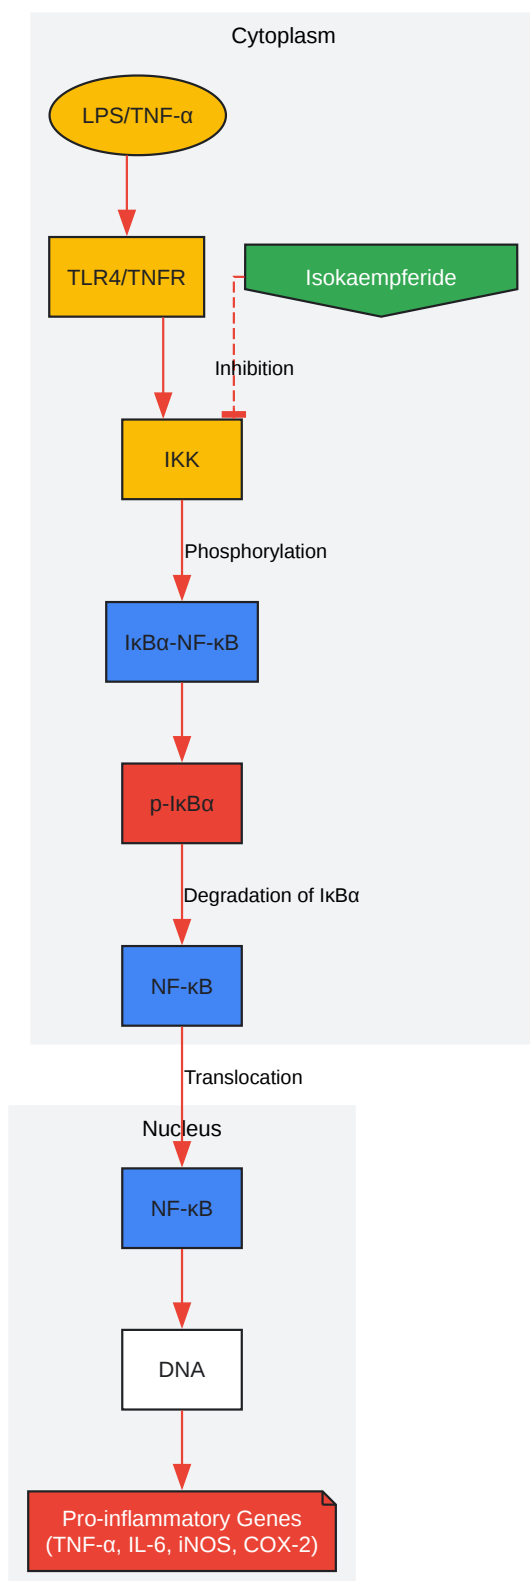 Cytoplasm
LPS/TNF-α
TLR4/TNFR
Isokaempferide
Inhibition
IKK
Phosphorylation
IκBα-NF-κB
p-IκBα
Degradation of IκBα
NF-κB
Translocation
Nucleus
NF-κB
DNA
Pro-inflammatory Genes
(TNF-α, IL-6, iNOS, COX-2)